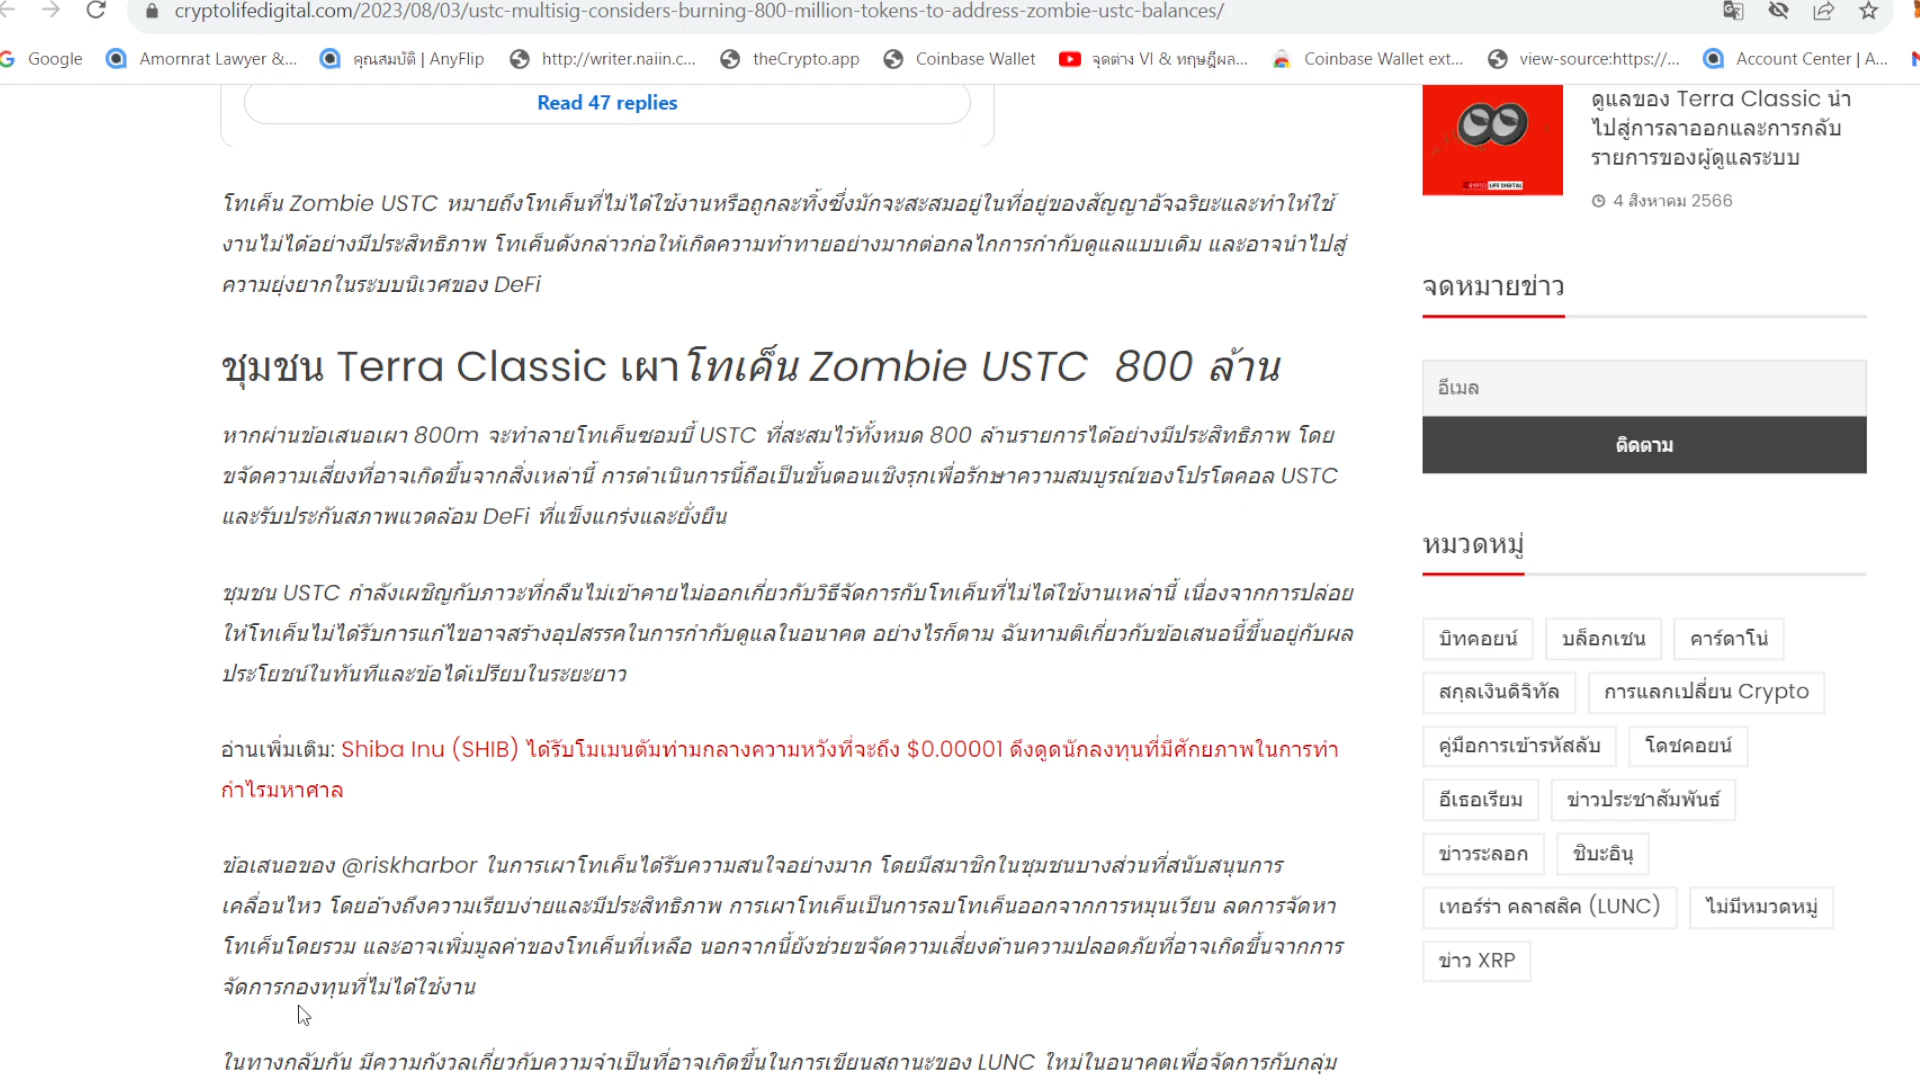 cryptolifedigital.com/2023/08/03/ustc-multisig-considers-burning-800-million-tokens-to-address-zombie-ustc-balances/
Google
Amornrat Lawyer &...
คุณสมบัติ | AnyFlip
http://writer.naiin.c...
theCrypto.app
Coinbase Wallet
จุดต่าง VI & ทฤษฎีผล...
Coinbase Wallet ext...
view-source:https://...
Account Center | A...
Read 47 replies
โทเค็น Zombie USTC หมายถึงโทเค็นที่ไม่ได้ใช้งานหรือถูกละทิ้งซึ่งมักจะสะสมอยู่ในที่อยู่ของสัญญาอัจฉริยะและทำให้ใช้
งานไม่ได้อย่างมีประสิทธิภาพ โทเค็นดังกล่าวก่อให้เกิดความท้าทายอย่างมากต่อกลไกการกำกับดูแลแบบเดิม และอาจนำไปสู่
ความยุ่งยากในระบบนิเวศของ DeFi
ชุมชน Terra Classic เผาโทเค็น Zombie USTC 800 ล้าน
หากผ่านข้อเสนอเผา 800m จะทำลายโทเค็นซอมบี้ USTC ที่สะสมไว้ทั้งหมด 800 ล้านรายการได้อย่างมีประสิทธิภาพ โดย
ขจัดความเสี่ยงที่อาจเกิดขึ้นจากสิ่งเหล่านี้ การดำเนินการนี้ถือเป็นขั้นตอนเชิงรุกเพื่อรักษาความสมบูรณ์ของโปรโตคอล USTC
และรับประกันสภาพแวดล้อม DeFi ที่แข็งแกร่งและยั่งยืน
ชุมชน USTC กำลังเผชิญกับภาวะที่กลืนไม่เข้าคายไม่ออกเกี่ยวกับวิธีจัดการกับโทเค็นที่ไม่ได้ใช้งานเหล่านี้ เนื่องจากการปล่อย
ให้โทเค็นไม่ได้รับการแก้ไขอาจสร้างอุปสรรคในการกำกับดูแลในอนาคต อย่างไรก็ตาม ฉันทามติเกี่ยวกับข้อเสนอนี้ขึ้นอยู่กับผล
ประโยชน์ในทันทีและข้อได้เปรียบในระยะยาว
อ่านเพิ่มเติม: Shiba Inu (SHIB) ได้รับโมเมนตัมท่ามกลางความหวังที่จะถึง $0.00001 ดึงดูดนักลงทุนที่มีศักยภาพในการทำ
กำไรมหาศาล
ข้อเสนอของ @riskharbor ในการเผาโทเค็นได้รับความสนใจอย่างมาก โดยมีสมาชิกในชุมชนบางส่วนที่สนับสนุนการ
เคลื่อนไหว โดยอ้างถึงความเรียบง่ายและมีประสิทธิภาพ การเผาโทเค็นเป็นการลบโทเค็นออกจากการหมุนเวียน ลดการจัดหา
โทเค็นโดยรวม และอาจเพิ่มมูลค่าของโทเค็นที่เหลือ นอกจากนี้ยังช่วยขจัดความเสี่ยงด้านความปลอดภัยที่อาจเกิดขึ้นจากการ
จัดการกองทุนที่ไม่ได้ใช้งาน
ในทางกลับกัน มีความกังวลเกี่ยวกับความจำเป็นที่อาจเกิดขึ้นในการเขียนสถานะของ LUNC ใหม่ในอนาคตเพื่อจัดการกับกลุ่ม
ดูแลของ Terra Classic นำ
ไปสู่การลาออกและการกลับ
รายการของผู้ดูแลระบบ
4 สิงหาคม 2566
จดหมายข่าว
อีเมล
ติดตาม
หมวดหมู่
บิทคอยน์
บล็อกเชน
คาร์ดาโน่
สกุลเงินดิจิทัล
การแลกเปลี่ยน Crypto
คู่มือการเข้ารหัสลับ
โดชคอยน์
อีเธอเรียม
ข่าวประชาสัมพันธ์
ข่าวระลอก
ชิบะอินุ
เทอร์ร่า คลาสสิค (LUNC)
ไม่มีหมวดหมู่
ข่าว XRP